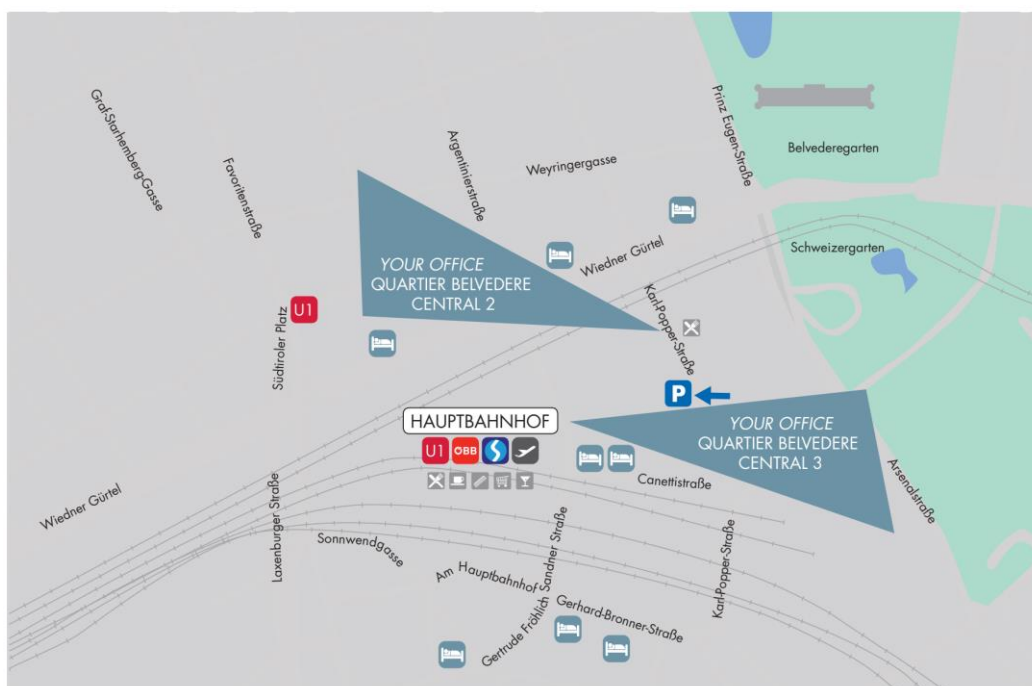 Graf-Starhemberg-Gasse
Favoritenstraße
Argentinierstraße
Weyringergasse
Prinz Eugen-Straße
Belvederegarten
Wiedner Gürtel
Schweizergarten
YOUR OFFICE
QUARTIER BELVEDERE
CENTRAL 2
Südtiroler Platz
U1
Karl-Popper-Straße
P
HAUPTBAHNHOF
U1
ÖBB
S
YOUR OFFICE
QUARTIER BELVEDERE
CENTRAL 3
Canettistraße
Arsenalstraße
Wiedner Gürtel
Laxenburger Straße
Sonnwendgasse
Am Hauptbahnhof
Gertrude Fröhlich Sandner Straße
Karl-Popper-Straße
Gerhard-Bronner-Straße